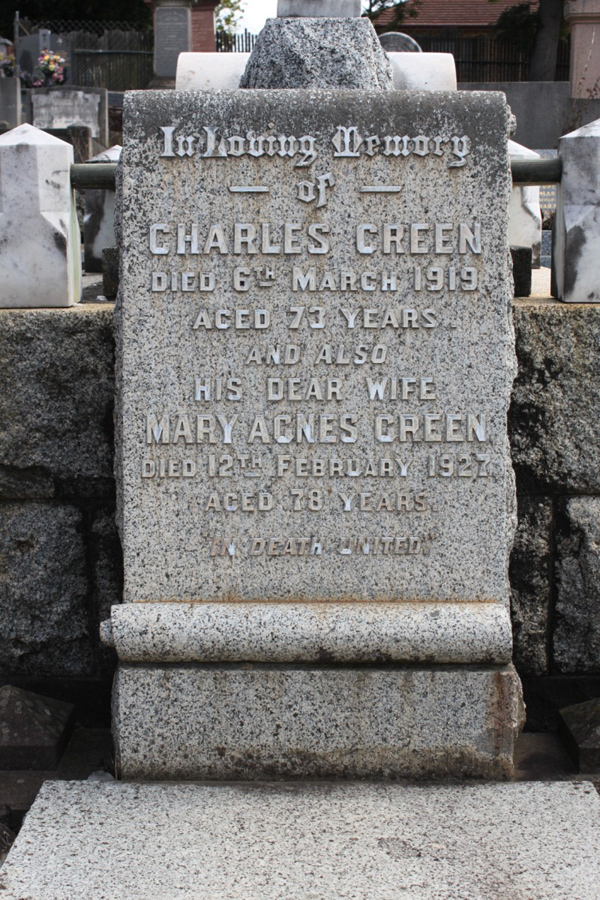 In Loving Memory
of
CHARLES GREEN
DIED 6TH MARCH 1919.
AGED 73 YEARS.
AND ALSO
HIS DEAR WIFE
MARY AGNES GREEN
DIED 12TH FEBRUARY 1927.
AGED 78 YEARS.
"IN DEATH UNITED"